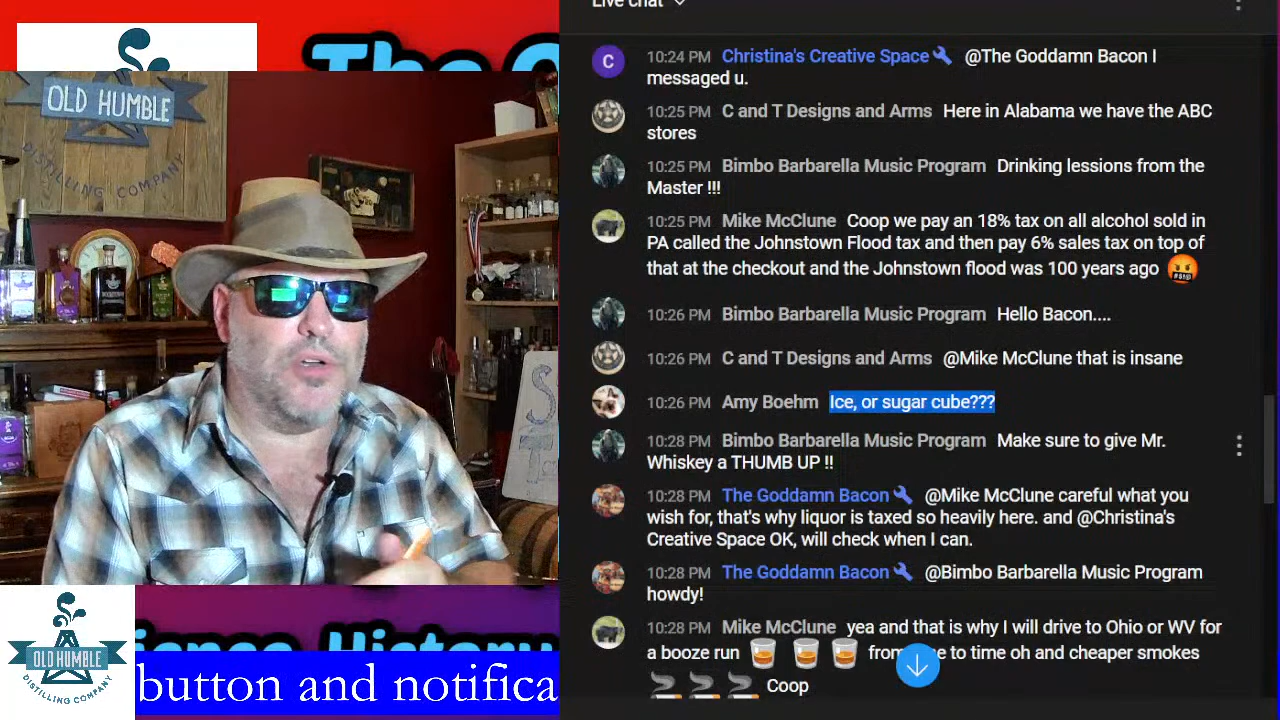 The
OLD HUMBLE
DISTILLING COMPANY
OLD HUMBLE
DISTILLING COMPANY
History
button and notifica
Live chat
C
10:24 PM Christina's Creative Space @The Goddamn Bacon I
messaged u.
10:25 PM C and T Designs and Arms Here in Alabama we have the ABC
stores
10:25 PM Bimbo Barbarella Music Program Drinking lessions from the
Master !!!
10:25 PM Mike McClune Coop we pay an 18% tax on all alcohol sold in
PA called the Johnstown Flood tax and then pay 6% sales tax on top of
that at the checkout and the Johnstown flood was 100 years ago
10:26 PM Bimbo Barbarella Music Program Hello Bacon....
10:26 PM C and T Designs and Arms @Mike McClune that is insane
10:26 PM Amy Boehm Ice, or sugar cube???
10:28 PM Bimbo Barbarella Music Program Make sure to give Mr.
Whiskey a THUMB UP !!
10:28 PM The Goddamn Bacon @Mike McClune careful what you
wish for, that's why liquor is taxed so heavily here. and @Christina's
Creative Space OK, will check when I can.
10:28 PM The Goddamn Bacon @Bimbo Barbarella Music Program
howdy!
10:28 PM Mike McClune yea and that is why I will drive to Ohio or WV for
a booze run from to time oh and cheaper smokes
Coop